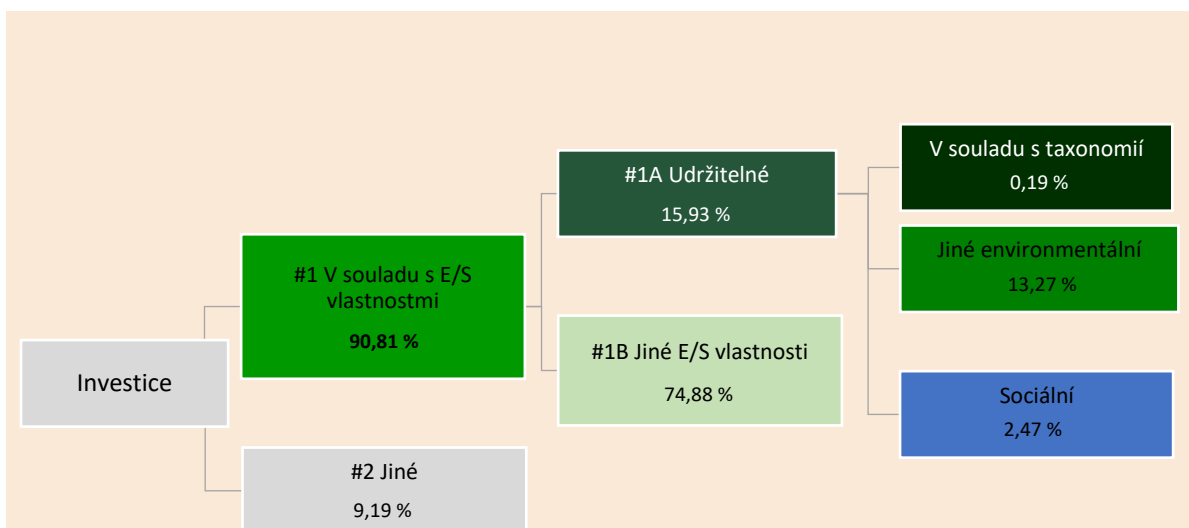 Investice
#1 V souladu s E/S
vlastnostmi
90,81 %
#2 Jiné
9,19 %
#1A Udržitelné
15,93 %
#1B Jiné E/S vlastnosti
74,88 %
V souladu s taxonomií
0,19 %
Jiné environmentální
13,27 %
Sociální
2,47 %